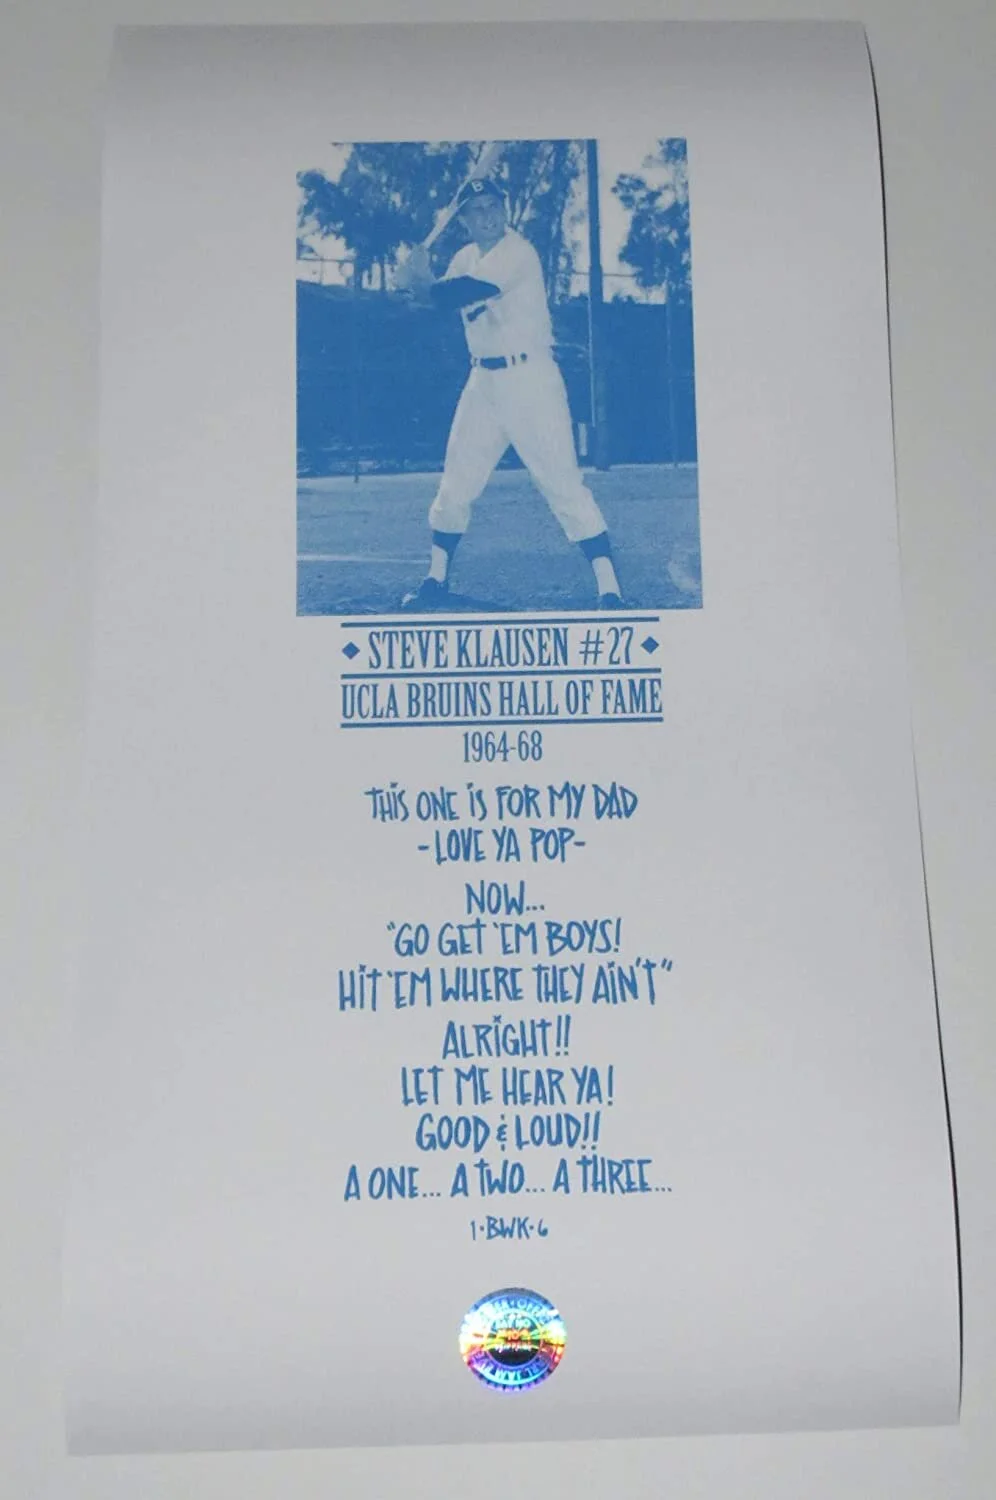 B
◆ STEVE KLAUSEN #27 ◆
UCLA BRUINS HALL OF FAME
1964-68
THIS ONE IS FOR MY DAD
-LOVE YA POP-
NOW...
"GO GET 'EM BOYS!
HIT 'EM WHERE THEY AIN'T"
ALRIGHT!!
LET ME HEAR YA!
GOOD & LOUD!!
A ONE... A TWO... A THREE...
1·BWK·6
PEARL JAM